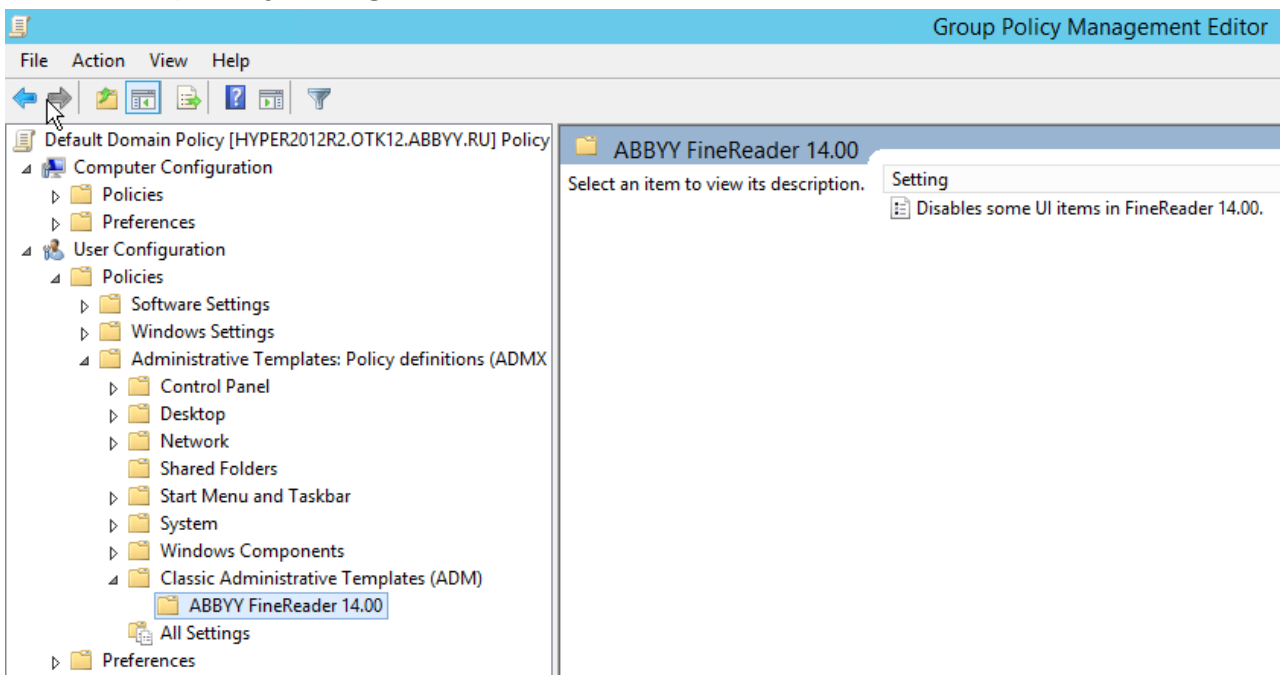 Group Policy Management Editor
File Action View Help
Default Domain Policy [HYPER2012R2.OTK12.ABBYY.RU] Policy
Computer Configuration
Policies
Preferences
User Configuration
Policies
Software Settings
Windows Settings
Administrative Templates: Policy definitions (ADMX
Control Panel
Desktop
Network
Shared Folders
Start Menu and Taskbar
System
Windows Components
Classic Administrative Templates (ADM)
ABBYY FineReader 14.00
All Settings
Preferences
ABBYY FineReader 14.00
Select an item to view its description.
Setting
Disables some UI items in FineReader 14.00.